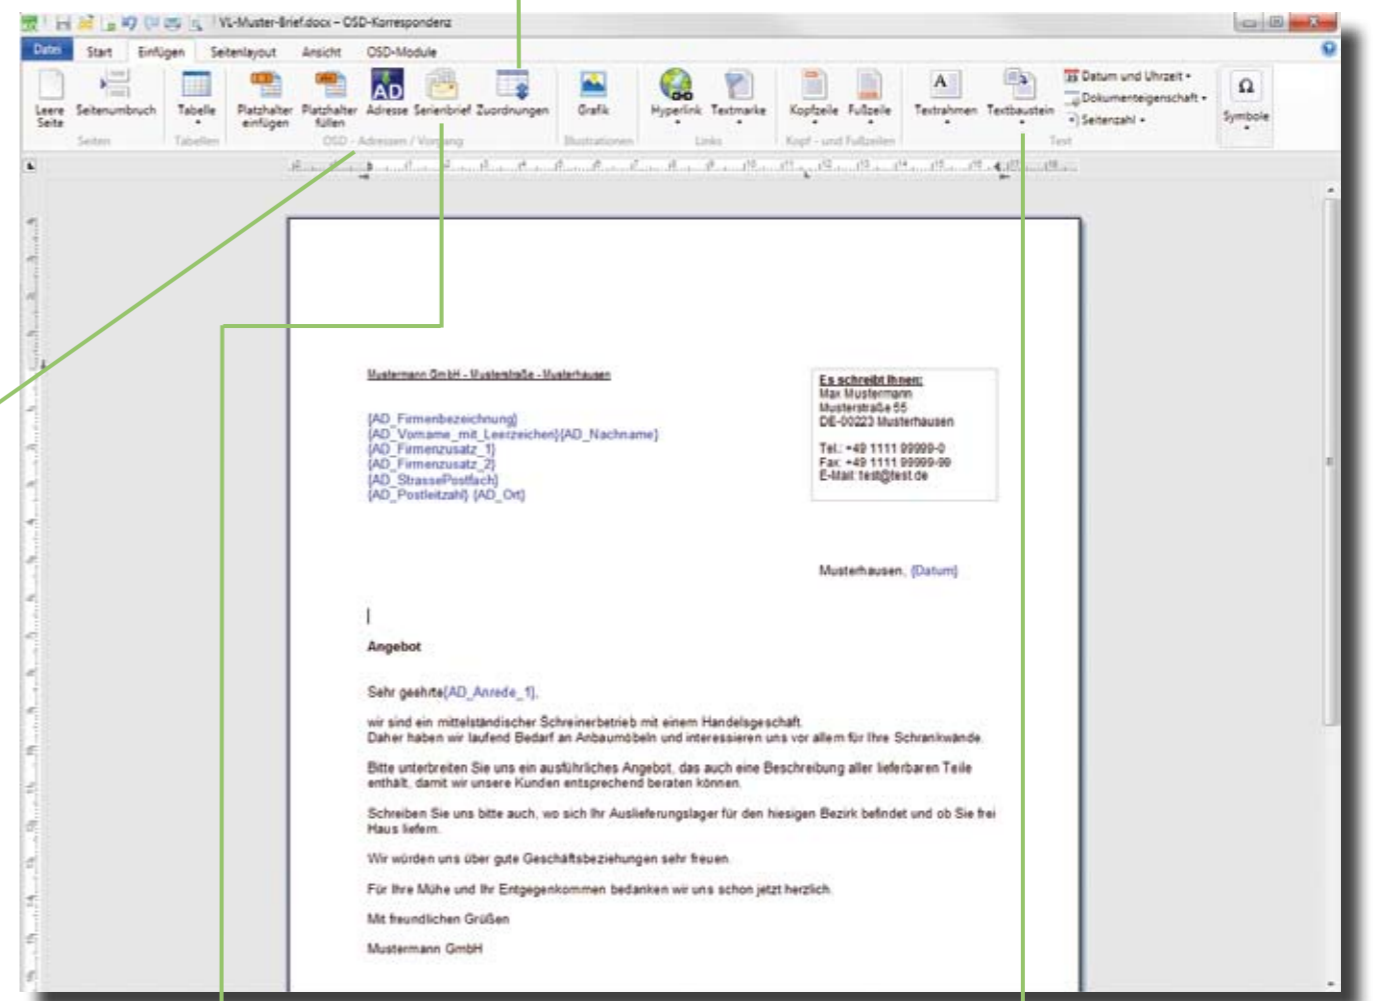 VL-Muster-Brief.docx – OSD-Korrespondenz
Datei Start Einfügen Seitenlayout Ansicht OSD-Module
Leere Seite Seitenumbruch Tabelle Platzhalter einfügen Platzhalter füllen AD Adresse Serienbrief Zuordnungen Grafik Hyperlink Textmarke Kopfzeile Fußzeile A Textrahmen Textbaustein Datum und Uhrzeit Dokumenteigenschaft Seitenzahl Ω Symbole
Seiten Tabellen OSD - Adressen / Vorgang Illustrationen Links Kopf - und Fußzeilen Text
Mustermann GmbH - Musterstraße - Musterhausen
Es schreibt Ihnen:
Max Mustermann
Musterstraße 55
DE-00223 Musterhausen
Tel.: +49 1111 99999-0
Fax: +49 1111 99999-99
E-Mail: test@test.de
{AD_Firmenbezeichnung}
{AD_Vorname_mit_Leerzeichen}{AD_Nachname}
{AD_Firmenzusatz_1}
{AD_Firmenzusatz_2}
{AD_StrassePostfach}
{AD_Postleitzahl} {AD_Ort}
Musterhausen, {Datum}
Angebot
Sehr geehrte{AD_Anrede_1},
wir sind ein mittelständischer Schreinerbetrieb mit einem Handelsgeschäft.
Daher haben wir laufend Bedarf an Anbaumöbeln und interessieren uns vor allem für Ihre Schrankwände.
Bitte unterbreiten Sie uns ein ausführliches Angebot, das auch eine Beschreibung aller lieferbaren Teile
enthält, damit wir unsere Kunden entsprechend beraten können.
Schreiben Sie uns bitte auch, wo sich Ihr Auslieferungslager für den hiesigen Bezirk befindet und ob Sie frei
Haus liefern.
Wir würden uns über gute Geschäftsbeziehungen sehr freuen.
Für Ihre Mühe und Ihr Entgegenkommen bedanken wir uns schon jetzt herzlich.
Mit freundlichen Grüßen
Mustermann GmbH